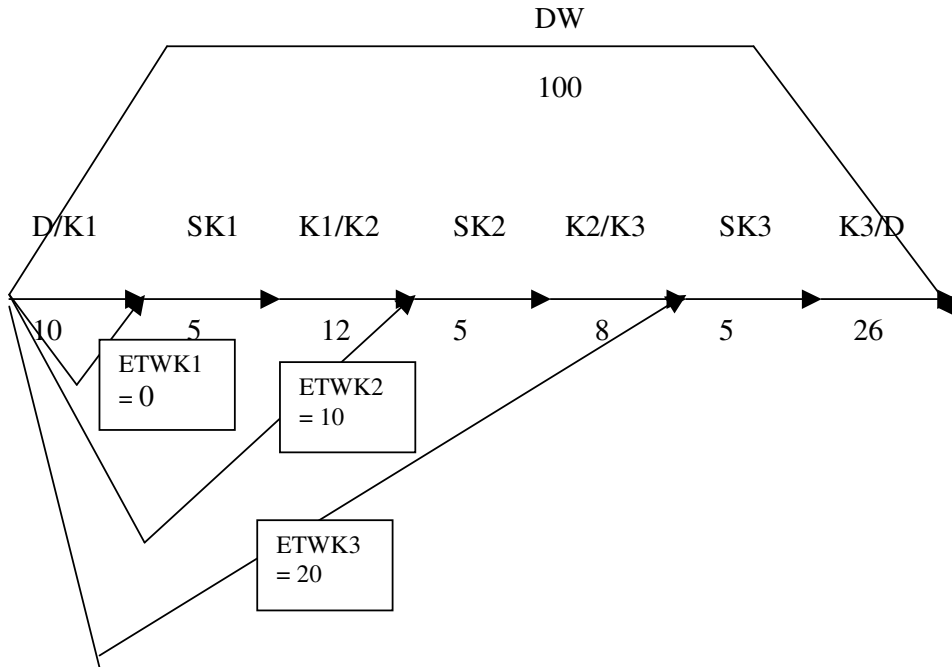 DW
100
D/K1 SK1 K1/K2 SK2 K2/K3 SK3 K3/D
10 5 12 5 8 5 26
ETWK1
= 0
ETWK2
= 10
ETWK3
= 20